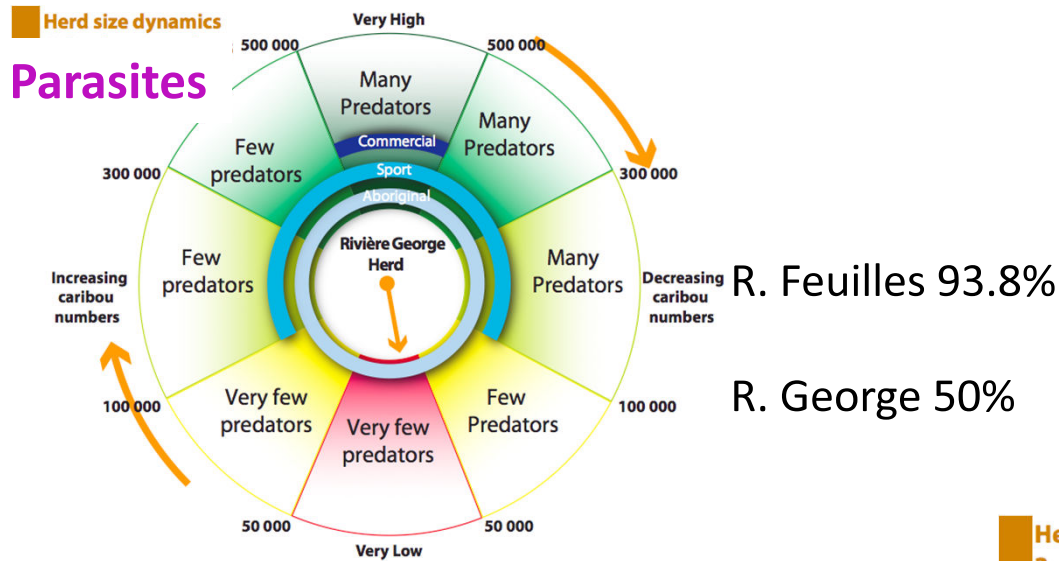 Herd size dynamics
Parasites
Very High
500 000
500 000
Many
Predators
Many
Predators
Few
predators
Commercial
Sport
Aboriginal
300 000
300 000
Rivière George
Herd
Few
predators
Many
Predators
Increasing
caribou
numbers
Decreasing
caribou
numbers
R. Feuilles 93.8%
R. George 50%
100 000
100 000
Very few
predators
Very few
predators
Few
Predators
50 000
50 000
Very Low
He